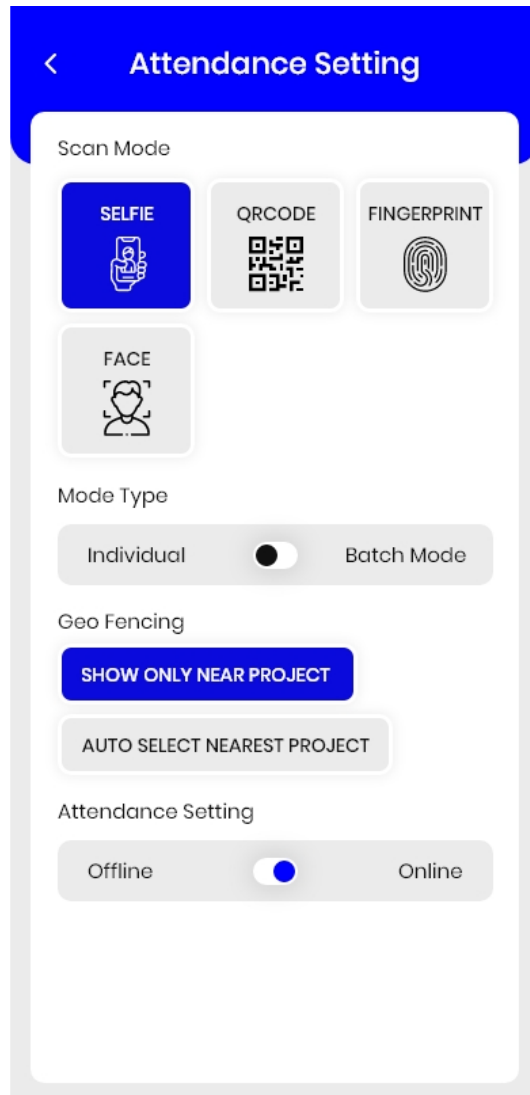 Attendance Setting
Scan Mode
SELFIE
QRCODE
FINGERPRINT
FACE
Mode Type
Individual
Batch Mode
Geo Fencing
SHOW ONLY NEAR PROJECT
AUTO SELECT NEAREST PROJECT
Attendance Setting
Offline
Online